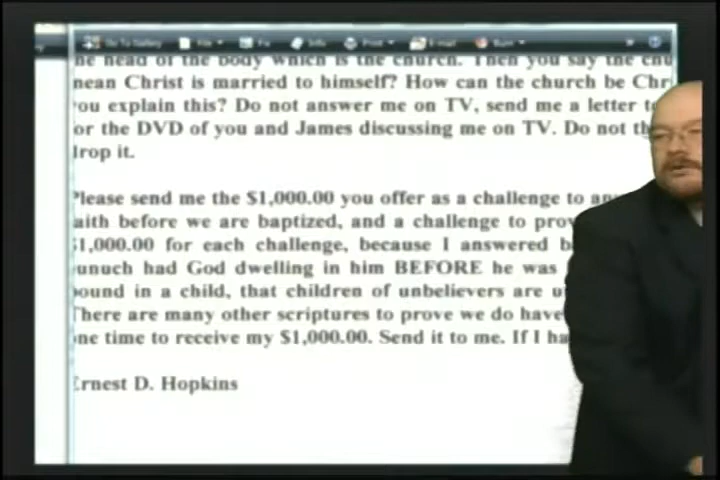 Go To Gallery File Fix Info Print E-mail Burn »
he head of the body which is the church. Then you say the chu
nean Christ is married to himself? How can the church be Chr
ou explain this? Do not answer me on TV, send me a letter t
or the DVD of you and James discussing me on TV. Do not th
drop it.
Please send me the $1,000.00 you offer as a challenge to an
aith before we are baptized, and a challenge to prov
$1,000.00 for each challenge, because I answered b
unuch had God dwelling in him BEFORE he was
ound in a child, that children of unbelievers are u
There are many other scriptures to prove we do have
ne time to receive my $1,000.00. Send it to me. If I ha
Ernest D. Hopkins